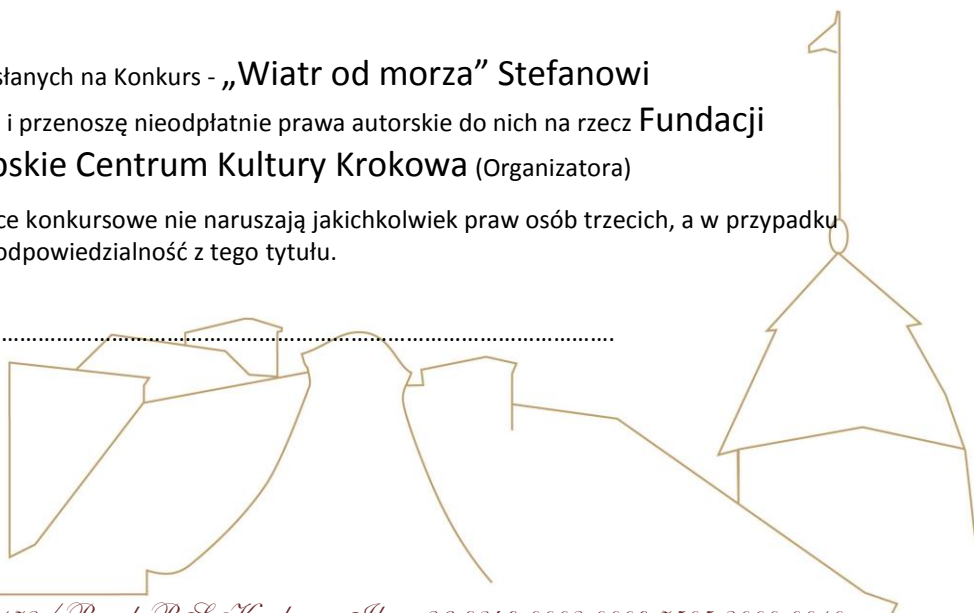 słanych na Konkurs - „Wiatr od morza” Stefanowi
i przenoszę nieodpłatnie prawa autorskie do nich na rzecz Fundacji
skie Centrum Kultury Krokowa (Organizatora)
ce konkursowe nie naruszają jakichkolwiek praw osób trzecich, a w przypadku
odpowiedzialność z tego tytułu.
……………………………………………………………………………………….